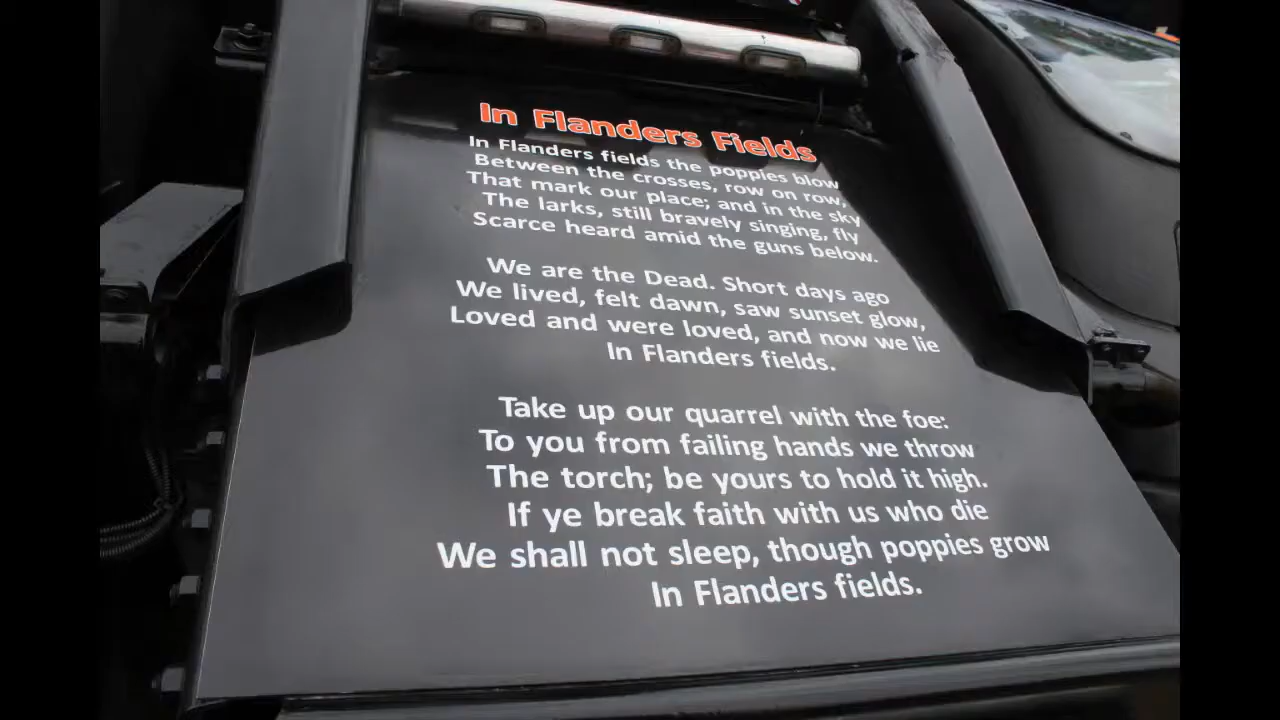 In Flanders Fields
In Flanders fields the poppies blow
Between the crosses, row on row,
That mark our place; and in the sky
The larks, still bravely singing, fly
Scarce heard amid the guns below.
We are the Dead. Short days ago
We lived, felt dawn, saw sunset glow,
Loved and were loved, and now we lie
In Flanders fields.
Take up our quarrel with the foe:
To you from failing hands we throw
The torch; be yours to hold it high.
If ye break faith with us who die
We shall not sleep, though poppies grow
In Flanders fields.